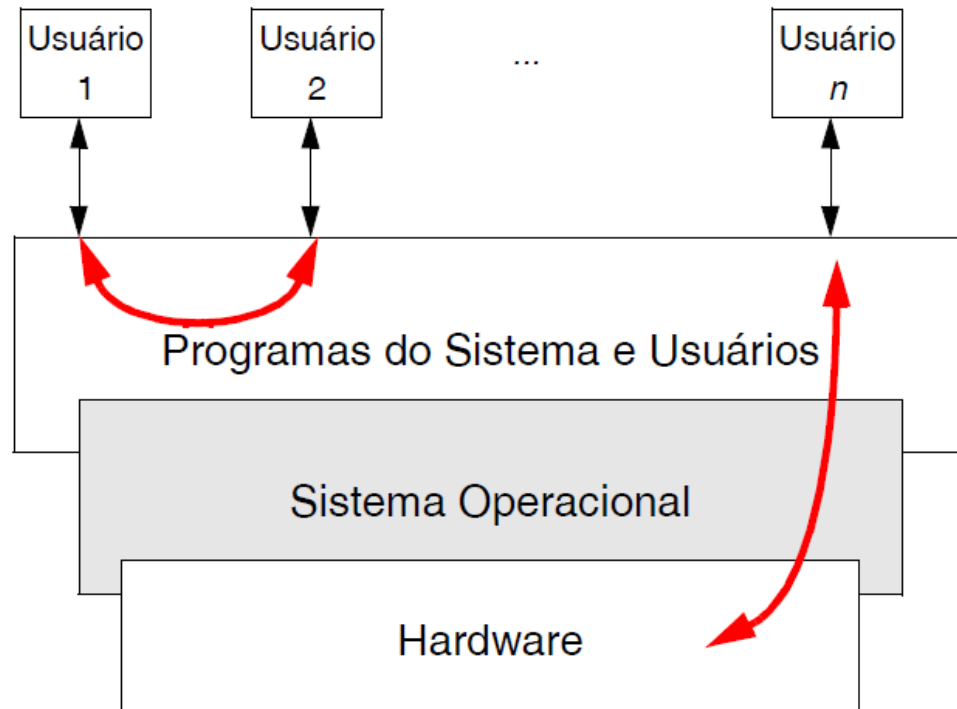 Usuário
1
Usuário
2
...
Usuário
n
Programas do Sistema e Usuários
Sistema Operacional
Hardware